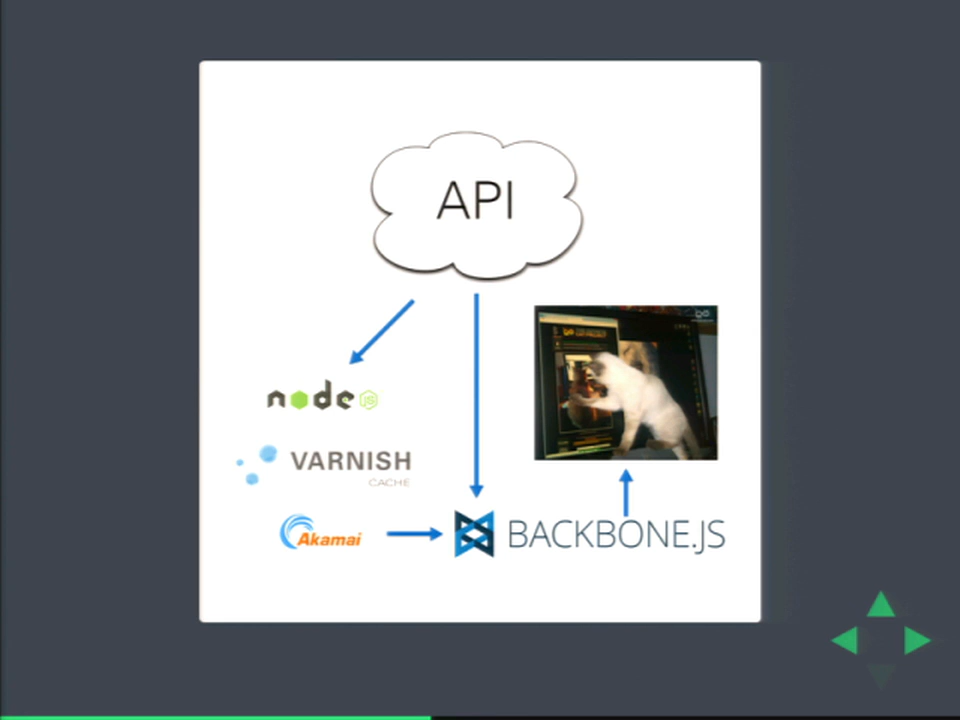 API
node JS
VARNISH
CACHE
Akamai
BACKBONE.JS